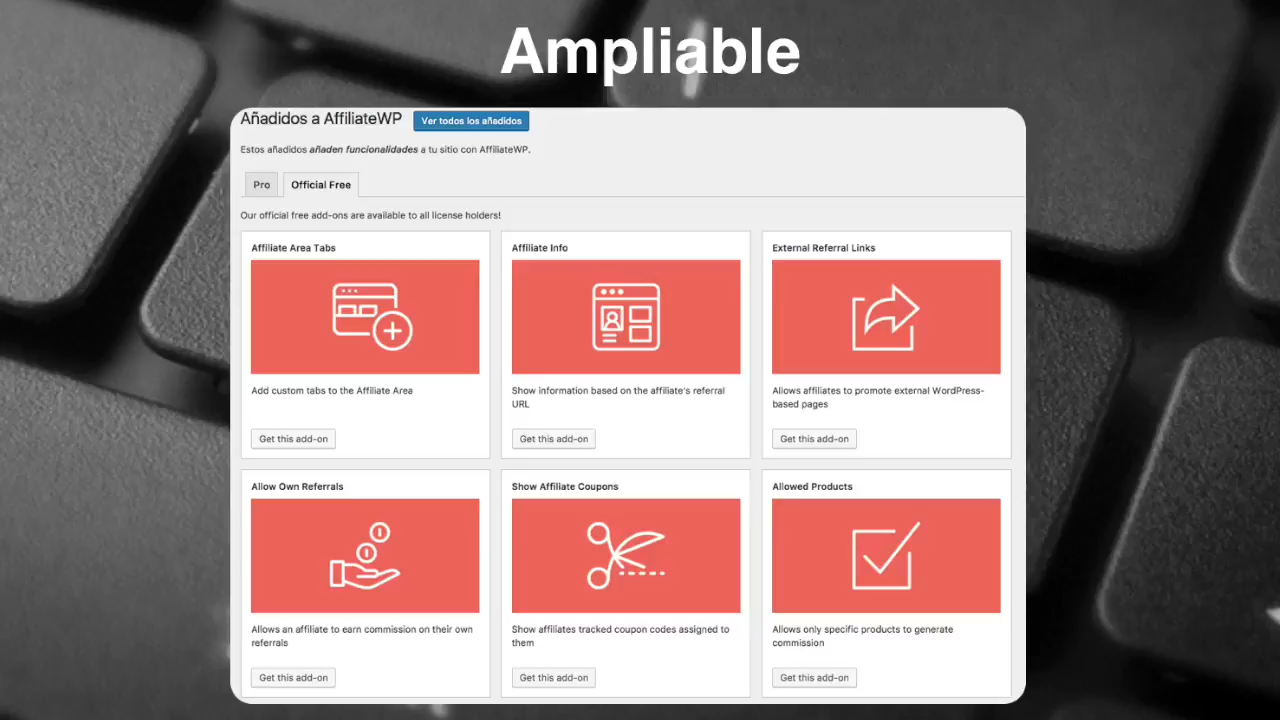 Ampliable
Añadidos a AffiliateWP
Ver todos los añadidos
Estos añadidos añaden funcionalidades a tu sitio con AffiliateWP.
Pro
Official Free
Our official free add-ons are available to all license holders!
Affiliate Area Tabs
Affiliate Info
External Referral Links
Add custom tabs to the Affiliate Area
Show information based on the affiliate's referral
URL
Allows affiliates to promote external WordPress-
based pages
Get this add-on
Get this add-on
Get this add-on
Allow Own Referrals
Show Affiliate Coupons
Allowed Products
Allows an affiliate to earn commission on their own
referrals
Show affiliates tracked coupon codes assigned to
them
Allows only specific products to generate
commission
Get this add-on
Get this add-on
Get this add-on